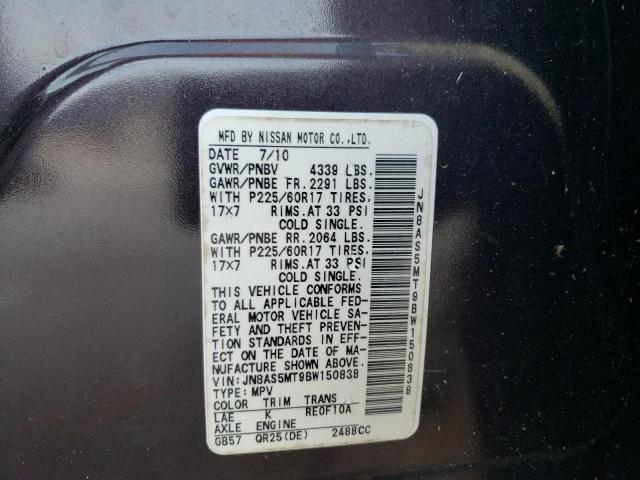 MFD BY NISSAN MOTOR CO.,LTD.
DATE 7/10
GVWR/PNBV 4339 LBS.
GAWR/PNBE FR. 2291 LBS.
WITH P225/60R17 TIRES,
17X7 RIMS. AT 33 PSI
COLD SINGLE.
GAWR/PNBE RR. 2064 LBS.
WITH P225/60R17 TIRES,
17X7 RIMS. AT 33 PSI
COLD SINGLE.
THIS VEHICLE CONFORMS
TO ALL APPLICABLE FED-
ERAL MOTOR VEHICLE SA-
FETY AND THEFT PREVEN-
TION STANDARDS IN EFF-
ECT ON THE DATE OF MA-
NUFACTURE SHOWN ABOVE.
VIN: JN8AS5MT9BW150838
TYPE: MPV
COLOR TRIM TRANS
LAE K RE0F10A
AXLE ENGINE
GB57 QR25(DE) 2488CC
JN8AS5MT9BW150838